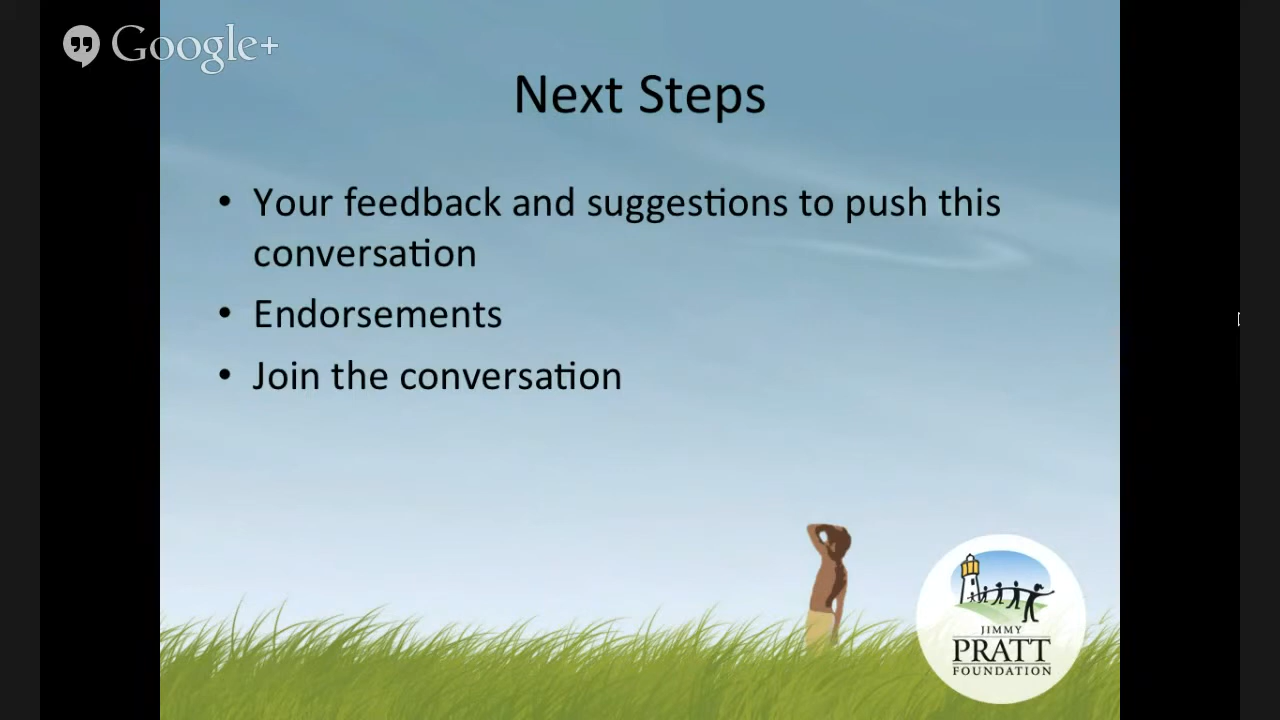 Google+
Next Steps
• Your feedback and suggestions to push this
conversation
• Endorsements
• Join the conversation
JIMMY
PRATT
FOUNDATION